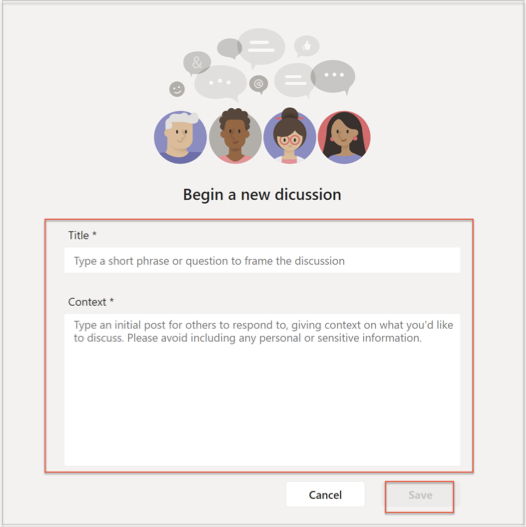 &
Begin a new dicussion
Title *
Type a short phrase or question to frame the discussion
Context *
Type an initial post for others to respond to, giving context on what you'd like
to discuss. Please avoid including any personal or sensitive information.
Cancel
Save